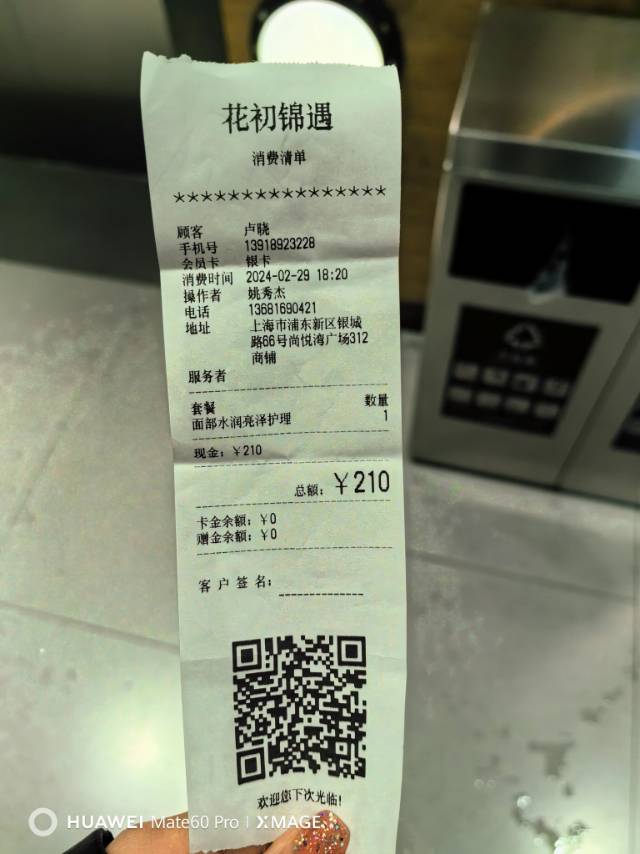 花初锦遇
消费清单
****************
顾客 卢晓
手机号 13918923228
会员卡 银卡
消费时间 2024-02-29 18:20
操作者 姚秀杰
电话 13681690421
地址 上海市浦东新区银城
路66号尚悦湾广场312
商铺
服务者
套餐 数量
面部水润亮泽护理 1
现金：￥210
总额：￥210
卡金余额：￥0
赠金余额：￥0
客户签名：
欢迎您下次光临!
HUAWEI Mate60 Pro | XMAGE